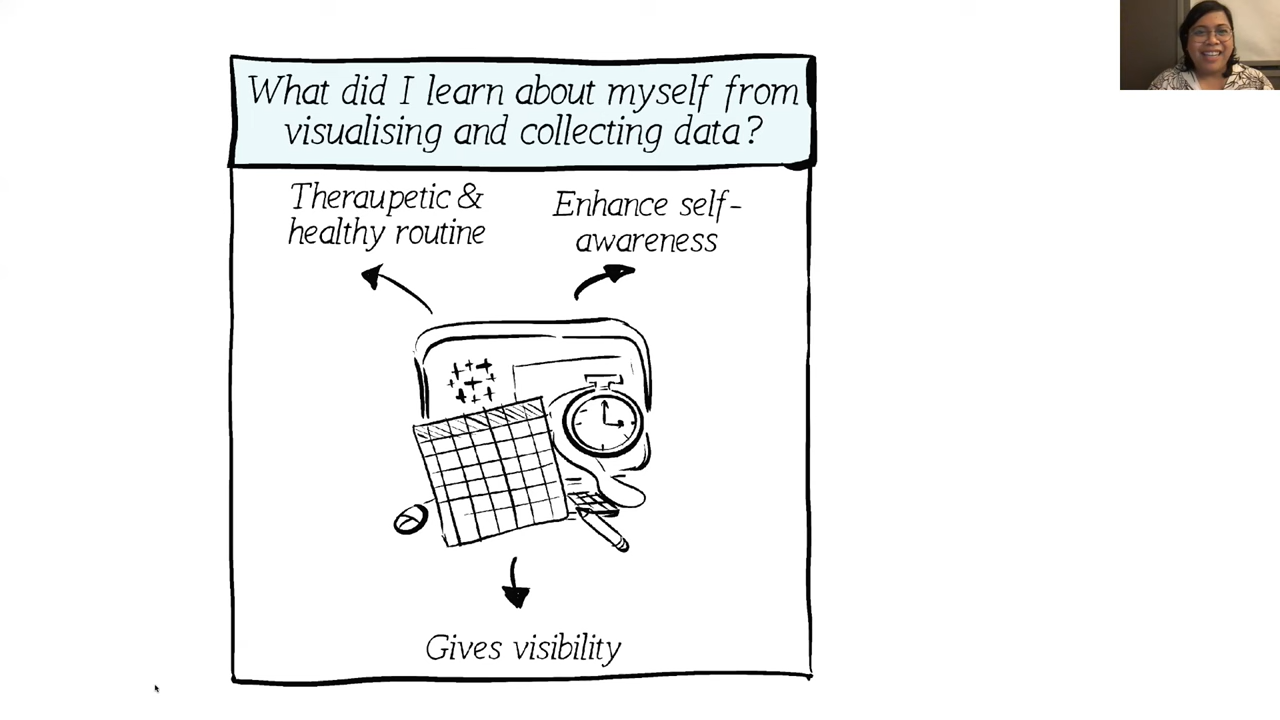 What did I learn about myself from
visualising and collecting data?
Theraupetic &
healthy routine
Enhance self-
awareness
Gives visibility